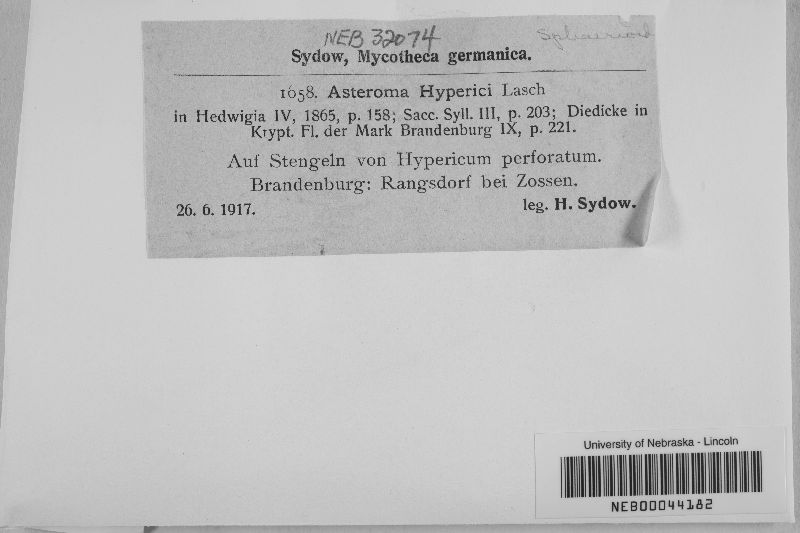 NEB 32074
Sydow, Mycotheca germanica.
1658. Asteroma Hyperici Lasch
in Hedwigia IV, 1865, p. 158; Sacc. Syll. III, p. 203; Diedicke in
Krypt. Fl. der Mark Brandenburg IX, p. 221.
Auf Stengeln von Hypericum perforatum.
Brandenburg: Rangsdorf bei Zossen.
26. 6. 1917. leg. H. Sydow.
University of Nebraska - Lincoln
NEB00044182